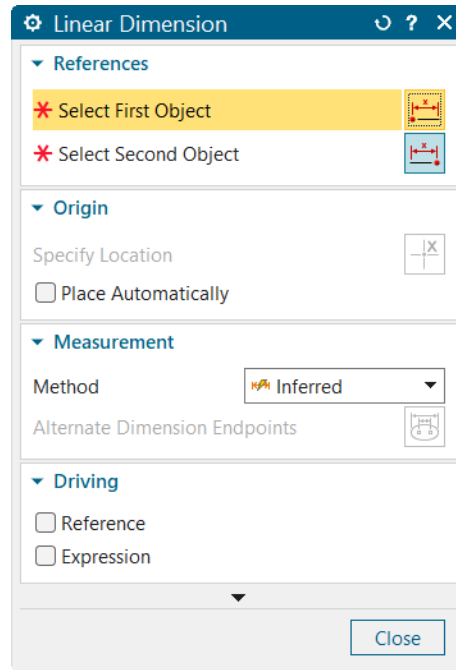 Linear Dimension ?
References
* Select First Object
* Select Second Object
Origin
Specify Location
Place Automatically
Measurement
Method Inferred
Alternate Dimension Endpoints
Driving
Reference
Expression
Close